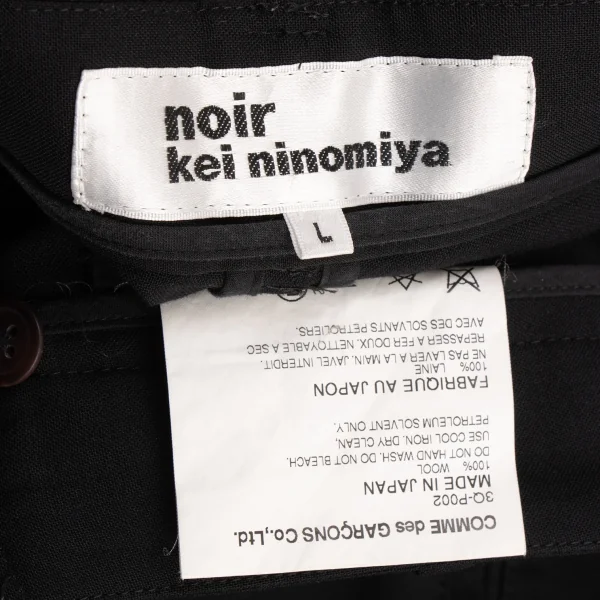 noir
kei ninomiya
L
COMME des GARÇONS Co.,Ltd.
3Q-P002
MADE IN JAPAN
100% WOOL
DO NOT HAND WASH. DO NOT BLEACH.
USE COOL IRON. DRY CLEAN,
PETROLEUM SOLVENT ONLY.
FABRIQUE AU JAPON
100% LAINE
NE PAS LAVER A LA MAIN. JAVEL INTERDIT.
REPASSER A FER DOUX. NETTOYABLE A SEC
AVEC DES SOLVANTS PETROLIERS.